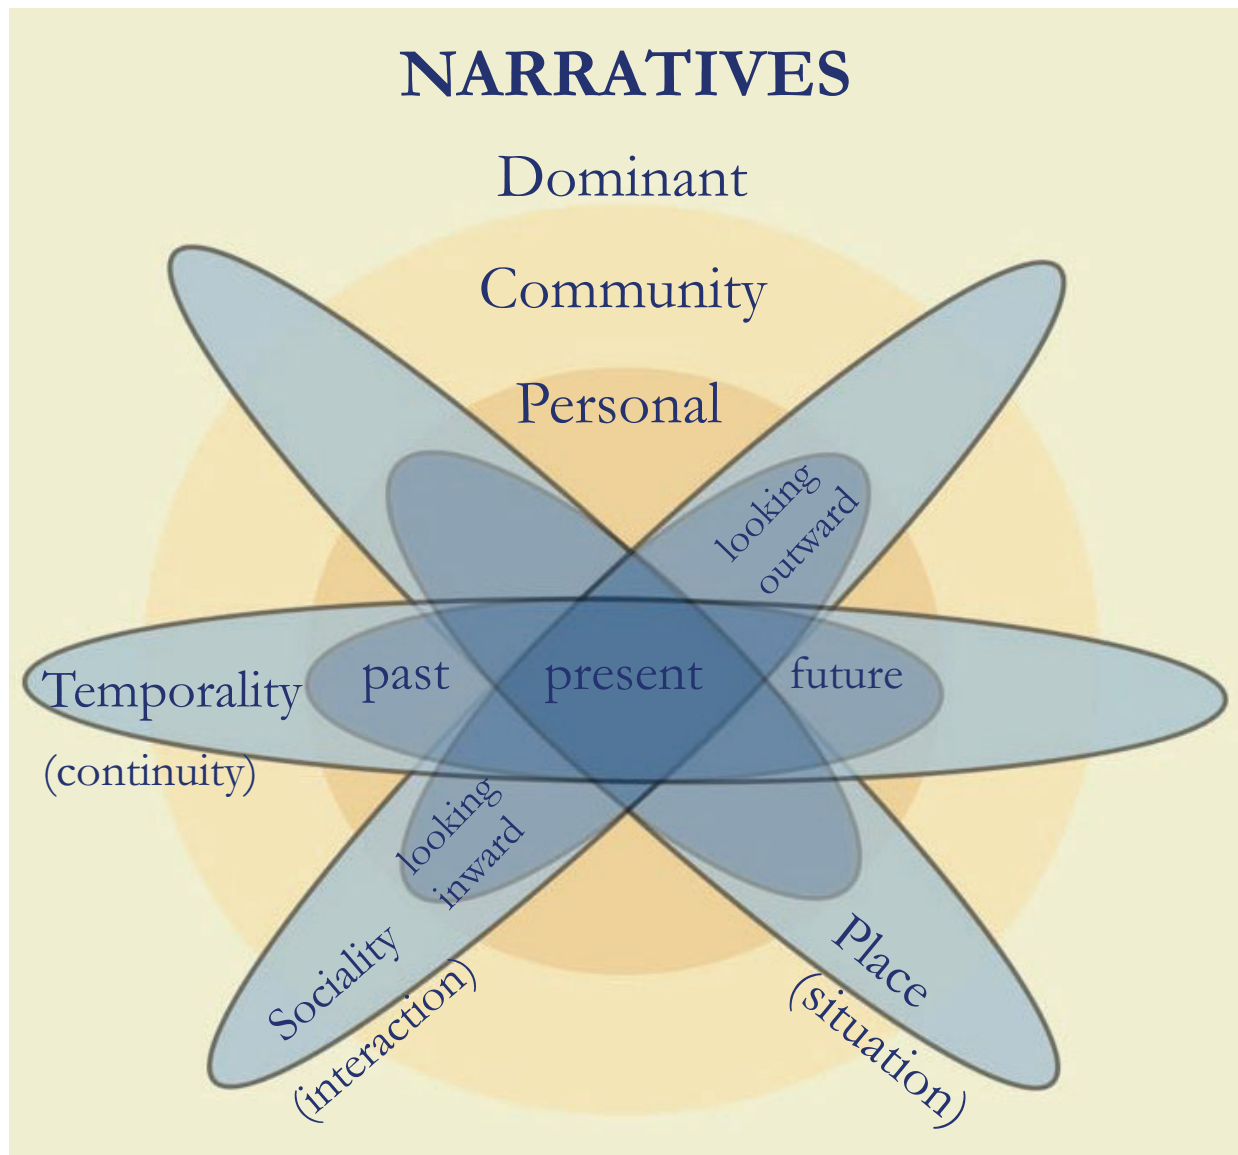 NARRATIVES
Dominant
Community
Personal
looking
outward
Temporality
(continuity)
past
present
future
looking
inward
Sociality
(interaction)
Place
(situation)